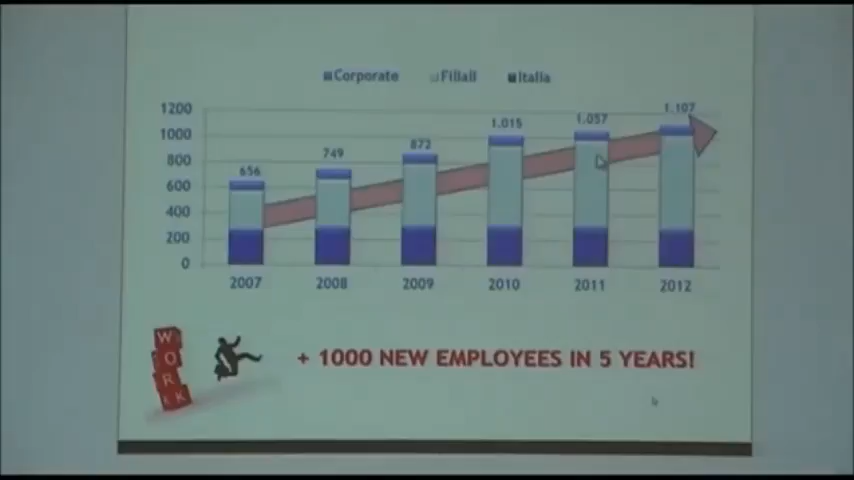 Corporate Filiali Italia
1200
1000
800
600
400
200
0
656
749
872
1.015
1.057
1.107
2007 2008 2009 2010 2011 2012
W
O
R
K
+ 1000 NEW EMPLOYEES IN 5 YEARS!